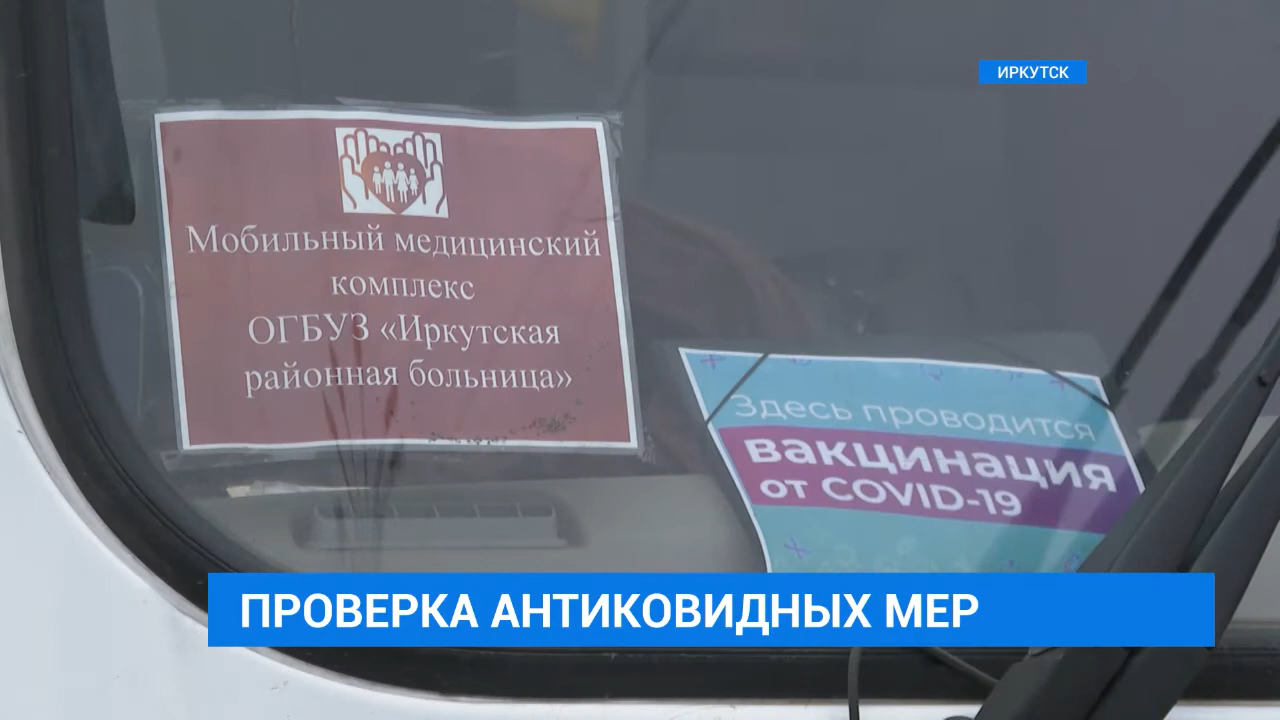 ИРКУТСК
Мобильный медицинский
комплекс
ОГБУЗ «Иркутская
районная больница»
Здесь проводится
вакцинация
от COVID-19
ПРОВЕРКА АНТИКОВИДНЫХ МЕР